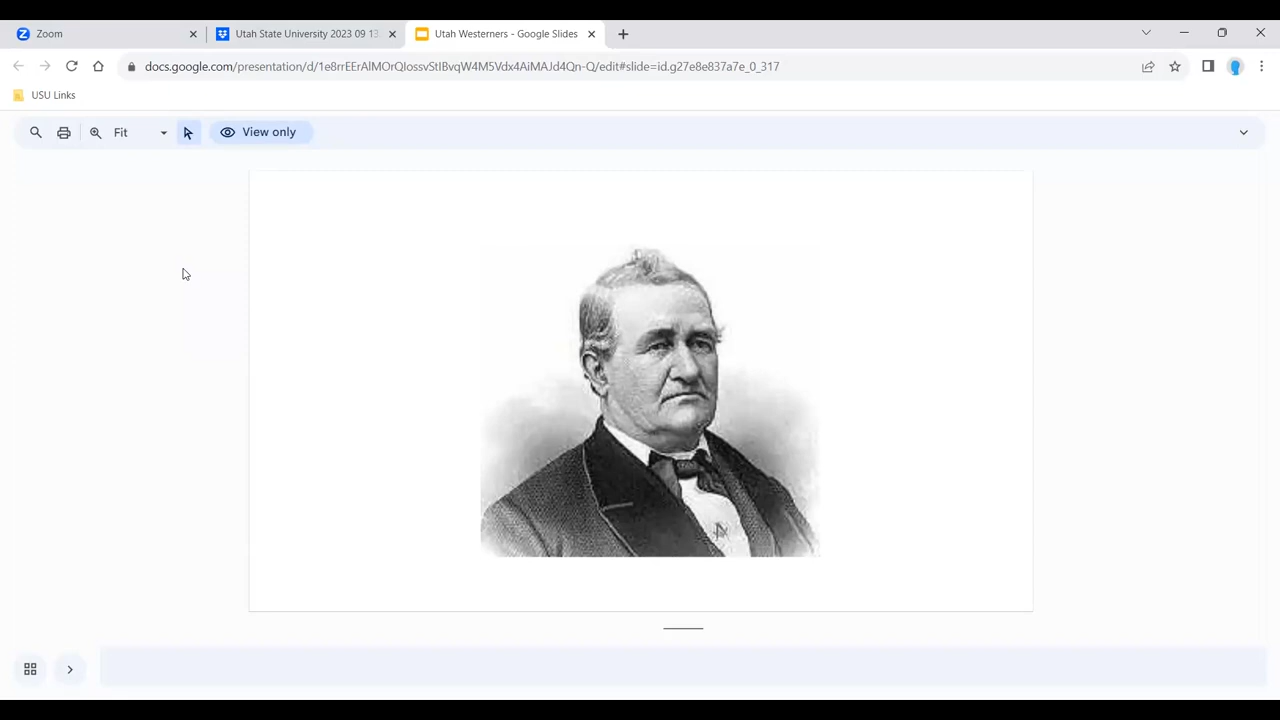 Zoom
Utah State University 2023 09 13
Utah Westerners - Google Slides
docs.google.com/presentation/d/1e8rrEErAlMOrQlossvStIBvqW4M5Vdx4AiMAJd4Qn-Q/edit#slide=id.g27e8e837a7e_0_317
USU Links
Fit
View only